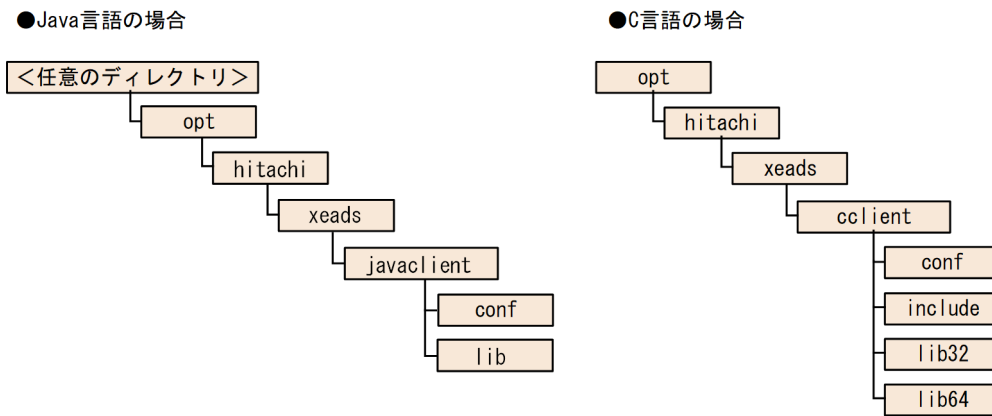 ●Java言語の場合
＜任意のディレクトリ＞
opt
hitachi
xeads
javaclient
conf
lib
●C言語の場合
opt
hitachi
xeads
cclient
conf
include
lib32
lib64